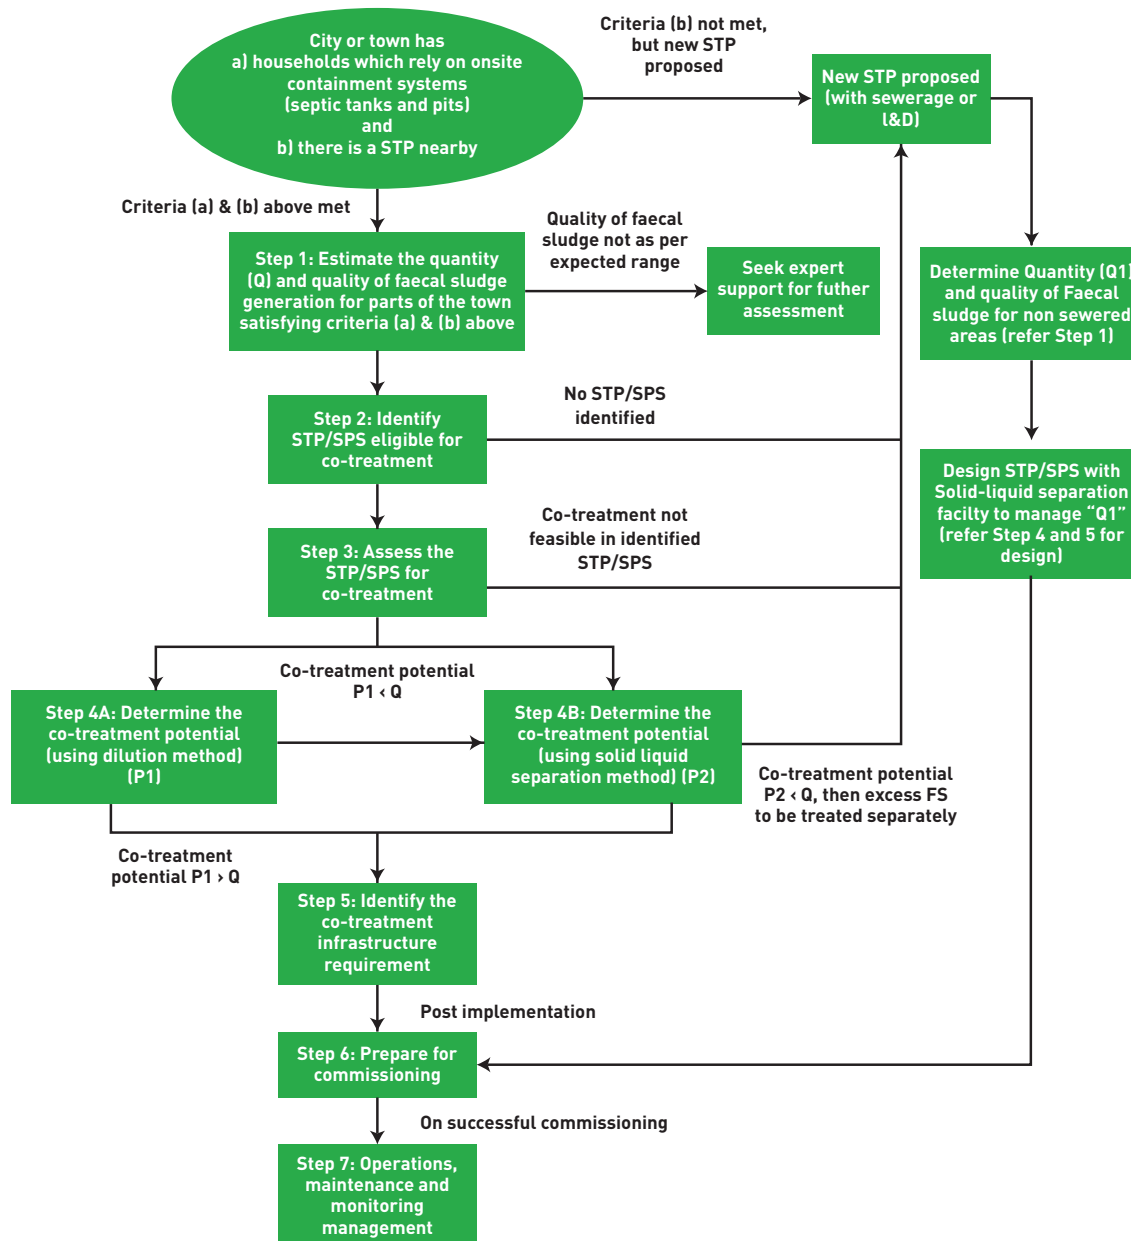 City or town has
a) households which rely on onsite
containment systems
(septic tanks and pits)
and
b) there is a STP nearby
Criteria (b) not met,
but new STP
proposed
New STP proposed
(with sewerage or
I&D)
Criteria (a) & (b) above met
Step 1: Estimate the quantity
(Q) and quality of faecal sludge
generation for parts of the town
satisfying criteria (a) & (b) above
Quality of faecal
sludge not as per
expected range
Seek expert
support for futher
assessment
Determine Quantity (Q1)
and quality of Faecal
sludge for non sewered
areas (refer Step 1)
Step 2: Identify
STP/SPS eligible for
co-treatment
No STP/SPS
identified
Design STP/SPS with
Solid-liquid separation
facilty to manage “Q1”
(refer Step 4 and 5 for
design)
Step 3: Assess the
STP/SPS for
co-treatment
Co-treatment not
feasible in identified
STP/SPS
Co-treatment potential
P1 < Q
Step 4A: Determine the
co-treatment potential
(using dilution method)
(P1)
Step 4B: Determine the
co-treatment potential
(using solid liquid
separation method) (P2)
Co-treatment potential
P2 < Q, then excess FS
to be treated separately
Co-treatment
potential P1 > Q
Step 5: Identify the
co-treatment
infrastructure
requirement
Post implementation
Step 6: Prepare for
commissioning
On successful commissioning
Step 7: Operations,
maintenance and
monitoring
management